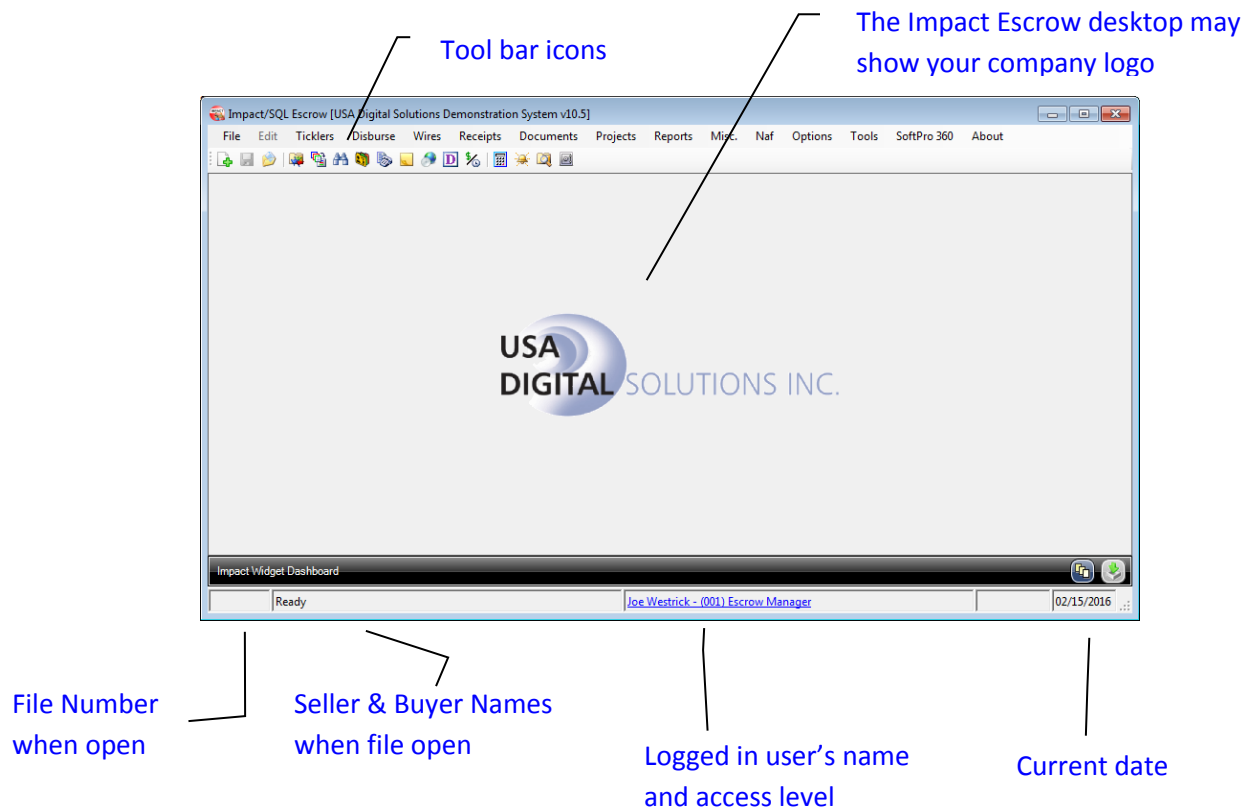 The Impact Escrow desktop may
show your company logo
Tool bar icons
Impact/SQL Escrow [USA Digital Solutions Demonstration System v10.5]
File Edit Ticklers Disburse Wires Receipts Documents Projects Reports Misc. Naf Options Tools SoftPro 360 About
D
USA
DIGITAL SOLUTIONS INC.
Impact Widget Dashboard
Ready Joe Westrick - (001) Escrow Manager 02/15/2016
File Number
when open
Seller & Buyer Names
when file open
Logged in user’s name
and access level
Current date